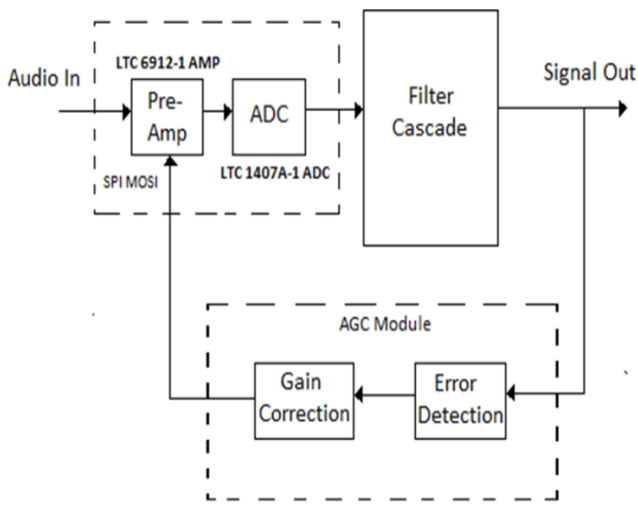 Audio In
LTC 6912-1 AMP
Pre-
Amp
ADC
LTC 1407A-1 ADC
SPI MOSI
Filter
Cascade
Signal Out
AGC Module
Gain
Correction
Error
Detection